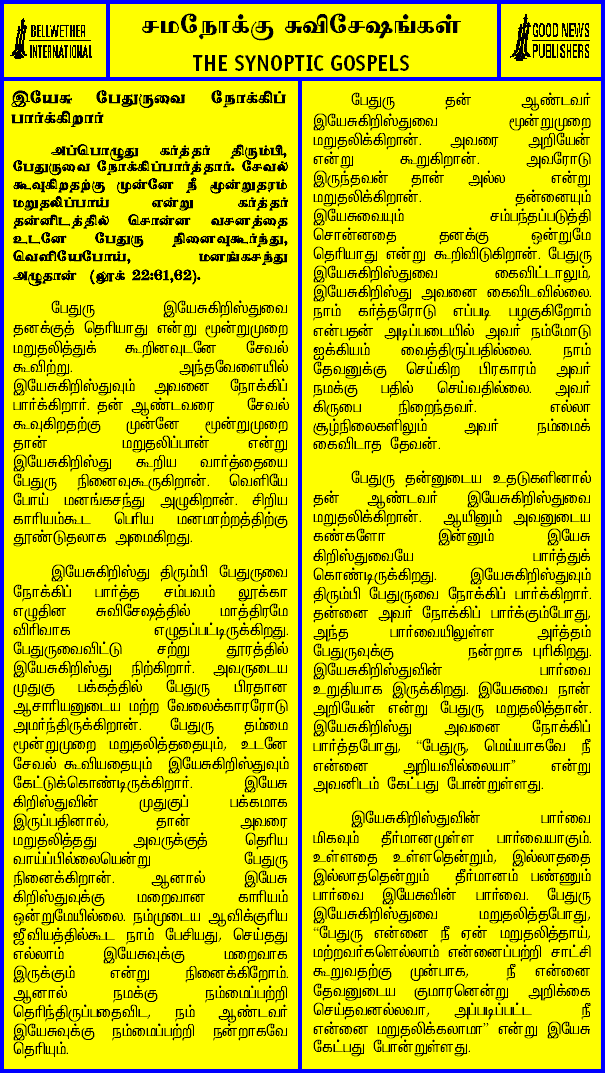 BELLWETHER
INTERNATIONAL
சமநோக்கு சுவிசேஷங்கள்
THE SYNOPTIC GOSPELS
GOOD NEWS
PUBLISHERS
இயேசு பேதுருவை நோக்கிப்
பார்க்கிறார்
அப்பொழுது கர்த்தர் திரும்பி,
பேதுருவை நோக்கிப்பார்த்தார். சேவல்
கூவுகிறதற்கு முன்னே நீ மூன்றுதரம்
மறுதலிப்பாய் என்று கர்த்தர்
தன்னிடத்தில் சொன்ன வசனத்தை
உடனே பேதுரு நினைவுகூர்ந்து,
வெளியேபோய், மனங்கசந்து
அழுதான் (லூக் 22:61,62).
பேதுரு இயேசுகிறிஸ்துவை
தனக்குத் தெரியாது என்று மூன்றுமுறை
மறுதலித்துக் கூறினவுடனே சேவல்
கூவிற்று. அந்தவேளையில்
இயேசுகிறிஸ்துவும் அவனை நோக்கிப்
பார்க்கிறார். தன் ஆண்டவரை சேவல்
கூவுகிறதற்கு முன்னே மூன்றுமுறை
தான் மறுதலிப்பான் என்று
இயேசுகிறிஸ்து கூறிய வார்த்தையை
பேதுரு நினைவுகூருகிறான். வெளியே
போய் மனங்கசந்து அழுகிறான். சிறிய
காரியம்கூட பெரிய மனமாற்றத்திற்கு
தூண்டுதலாக அமைகிறது.
இயேசுகிறிஸ்து திரும்பி பேதுருவை
நோக்கிப் பார்த்த சம்பவம் லூக்கா
எழுதின சுவிசேஷத்தில் மாத்திரமே
விரிவாக எழுதப்பட்டிருக்கிறது.
பேதுருவைவிட்டு சற்று தூரத்தில்
இயேசுகிறிஸ்து நிற்கிறார். அவருடைய
முதுகு பக்கத்தில் பேதுரு பிரதான
ஆசாரியனுடைய மற்ற வேலைக்காரரோடு
அமர்ந்திருக்கிறான். பேதுரு தம்மை
மூன்றுமுறை மறுதலித்ததையும், உடனே
சேவல் கூவியதையும் இயேசுகிறிஸ்துவும்
கேட்டுக்கொண்டிருக்கிறார். இயேசு
கிறிஸ்துவின் முதுகுப் பக்கமாக
இருப்பதினால், தான் அவரை
மறுதலித்தது அவருக்குத் தெரிய
வாய்ப்பில்லையென்று பேதுரு
நினைக்கிறான். ஆனால் இயேசு
கிறிஸ்துவுக்கு மறைவான காரியம்
ஒன்றுமேயில்லை. நம்முடைய ஆவிக்குரிய
ஜீவியத்தில்கூட நாம் பேசியது, செய்தது
எல்லாம் இயேசுவுக்கு மறைவாக
இருக்கும் என்று நினைக்கிறோம்.
ஆனால் நமக்கு நம்மைப்பற்றி
தெரிந்திருப்பதைவிட, நம் ஆண்டவர்
இயேசுவுக்கு நம்மைப்பற்றி நன்றாகவே
தெரியும்.
பேதுரு தன் ஆண்டவர்
இயேசுகிறிஸ்துவை மூன்றுமுறை
மறுதலிக்கிறான். அவரை அறியேன்
என்று கூறுகிறான். அவரோடு
இருந்தவன் தான் அல்ல என்று
மறுதலிக்கிறான். தன்னையும்
இயேசுவையும் சம்பந்தப்படுத்தி
சொன்னதை தனக்கு ஒன்றுமே
தெரியாது என்று கூறிவிடுகிறான். பேதுரு
இயேசுகிறிஸ்துவை கைவிட்டாலும்,
இயேசுகிறிஸ்து அவனை கைவிடவில்லை.
நாம் கர்த்தரோடு எப்படி பழகுகிறோம்
என்பதன் அடிப்படையில் அவர் நம்மோடு
ஐக்கியம் வைத்திருப்பதில்லை. நாம்
தேவனுக்கு செய்கிற பிரகாரம் அவர்
நமக்கு பதில் செய்வதில்லை. அவர்
கிருபை நிறைந்தவர். எல்லா
சூழ்நிலைகளிலும் அவர் நம்மைக்
கைவிடாத தேவன்.
பேதுரு தன்னுடைய உதடுகளினால்
தன் ஆண்டவர் இயேசுகிறிஸ்துவை
மறுதலிக்கிறான். ஆயினும் அவனுடைய
கண்களோ இன்னும் இயேசு
கிறிஸ்துவையே பார்த்துக்
கொண்டிருக்கிறது. இயேசுகிறிஸ்துவும்
திரும்பி பேதுருவை நோக்கிப் பார்க்கிறார்.
தன்னை அவர் நோக்கிப் பார்க்கும்போது,
அந்த பார்வையிலுள்ள அர்த்தம்
பேதுருவுக்கு நன்றாக புரிகிறது.
இயேசுகிறிஸ்துவின் பார்வை
உறுதியாக இருக்கிறது. இயேசுவை நான்
அறியேன் என்று பேதுரு மறுதலித்தான்.
இயேசுகிறிஸ்து அவனை நோக்கிப்
பார்த்தபோது, “பேதுரு, மெய்யாகவே நீ
என்னை அறியவில்லையா” என்று
அவனிடம் கேட்பது போன்றுள்ளது.
இயேசுகிறிஸ்துவின் பார்வை
மிகவும் தீர்மானமுள்ள பார்வையாகும்.
உள்ளதை உள்ளதென்றும், இல்லாததை
இல்லாததென்றும் தீர்மானம் பண்ணும்
பார்வை இயேசுவின் பார்வை. பேதுரு
இயேசுகிறிஸ்துவை மறுதலித்தபோது,
“பேதுரு என்னை நீ ஏன் மறுதலித்தாய்,
மற்றவர்களெல்லாம் என்னைப்பற்றி சாட்சி
கூறுவதற்கு முன்பாக, நீ என்னை
தேவனுடைய குமாரனென்று அறிக்கை
செய்தவனல்லவா, அப்படிப்பட்ட நீ
என்னை மறுதலிக்கலாமா” என்று இயேசு
கேட்பது போன்றுள்ளது.